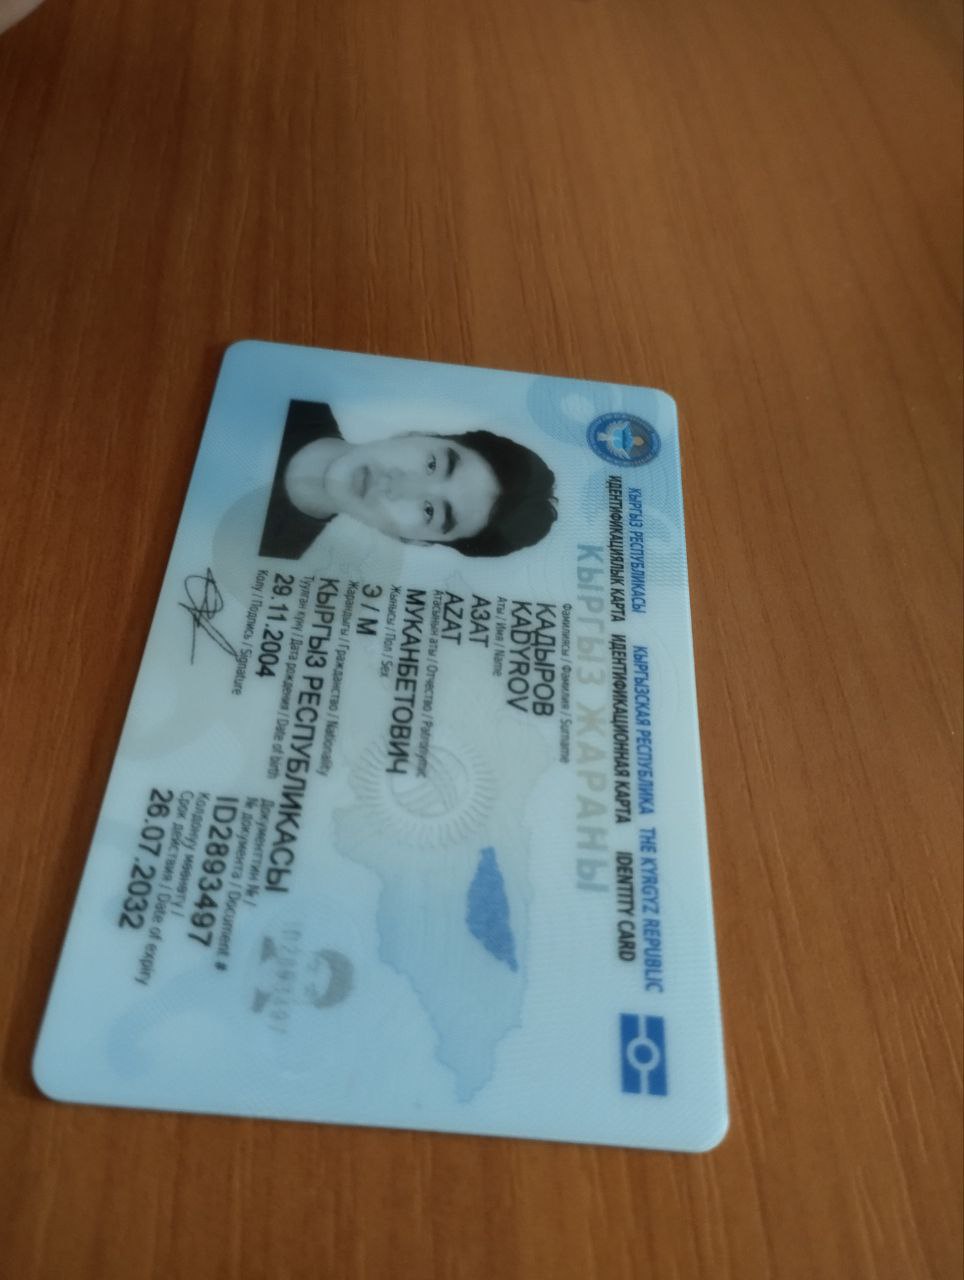 КЫРГЫЗ РЕСПУБЛИКАСЫ КЫРГЫЗСКАЯ РЕСПУБЛИКА THE KYRGYZ REPUBLIC
ИДЕНТИФИКАЦИЯЛЫК КАРТА ИДЕНТИФИКАЦИОННАЯ КАРТА IDENTITY CARD
КЫРГЫЗ ЖАРАНЫ
Фамилиясы / Фамилия / Surname
КАДЫРОВ
KADYROV
Аты / Имя / Name
АЗАТ
AZAT
Атасынын аты / Отчество / Patronymic
МУКАНБЕТОВИЧ
Жынысы / Пол / Sex
Э / М
Жарандыгы / Гражданство / Nationality
КЫРГЫЗ РЕСПУБЛИКАСЫ
Туулган күнү / Дата рождения / Date of birth
29.11.2004
Документтин № /
№ документа / Document #
ID2893497
Колу / Подпись / Signature
Колдонуу мөөнөтү /
Срок действия / Date of expiry
26.07.2032